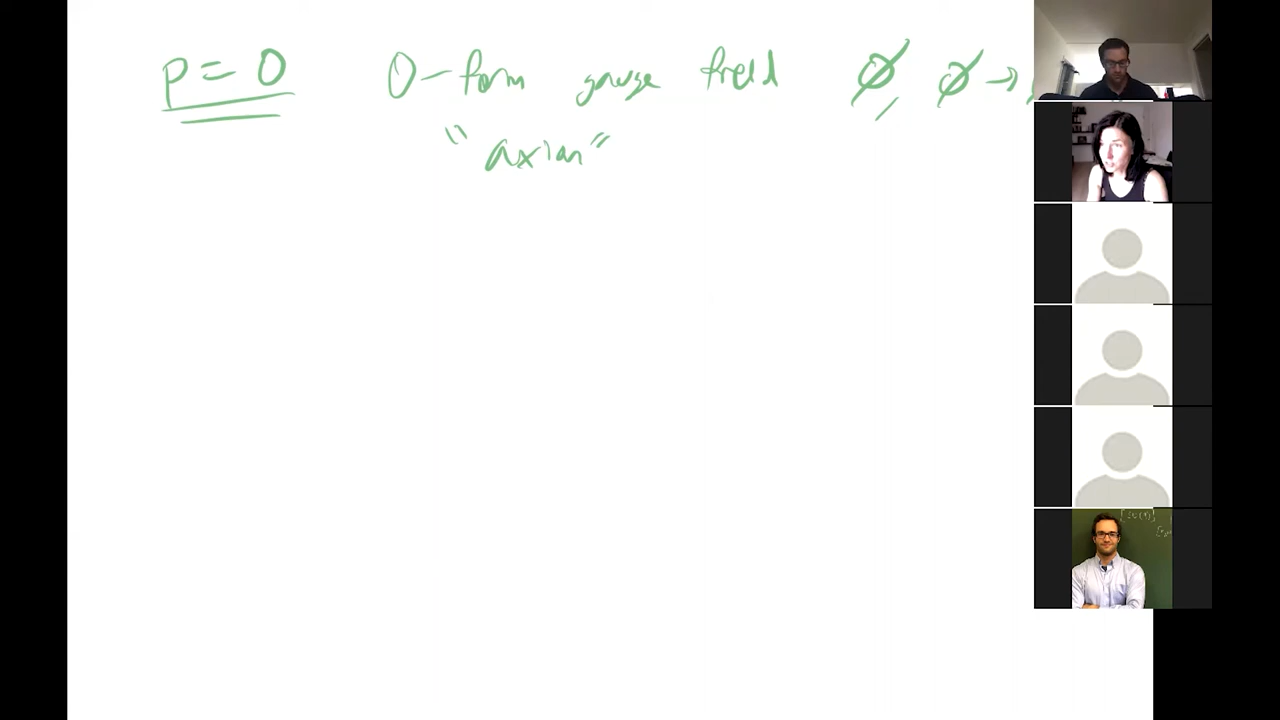 p = 0 0-form gauge field φ, φ →
"axion"